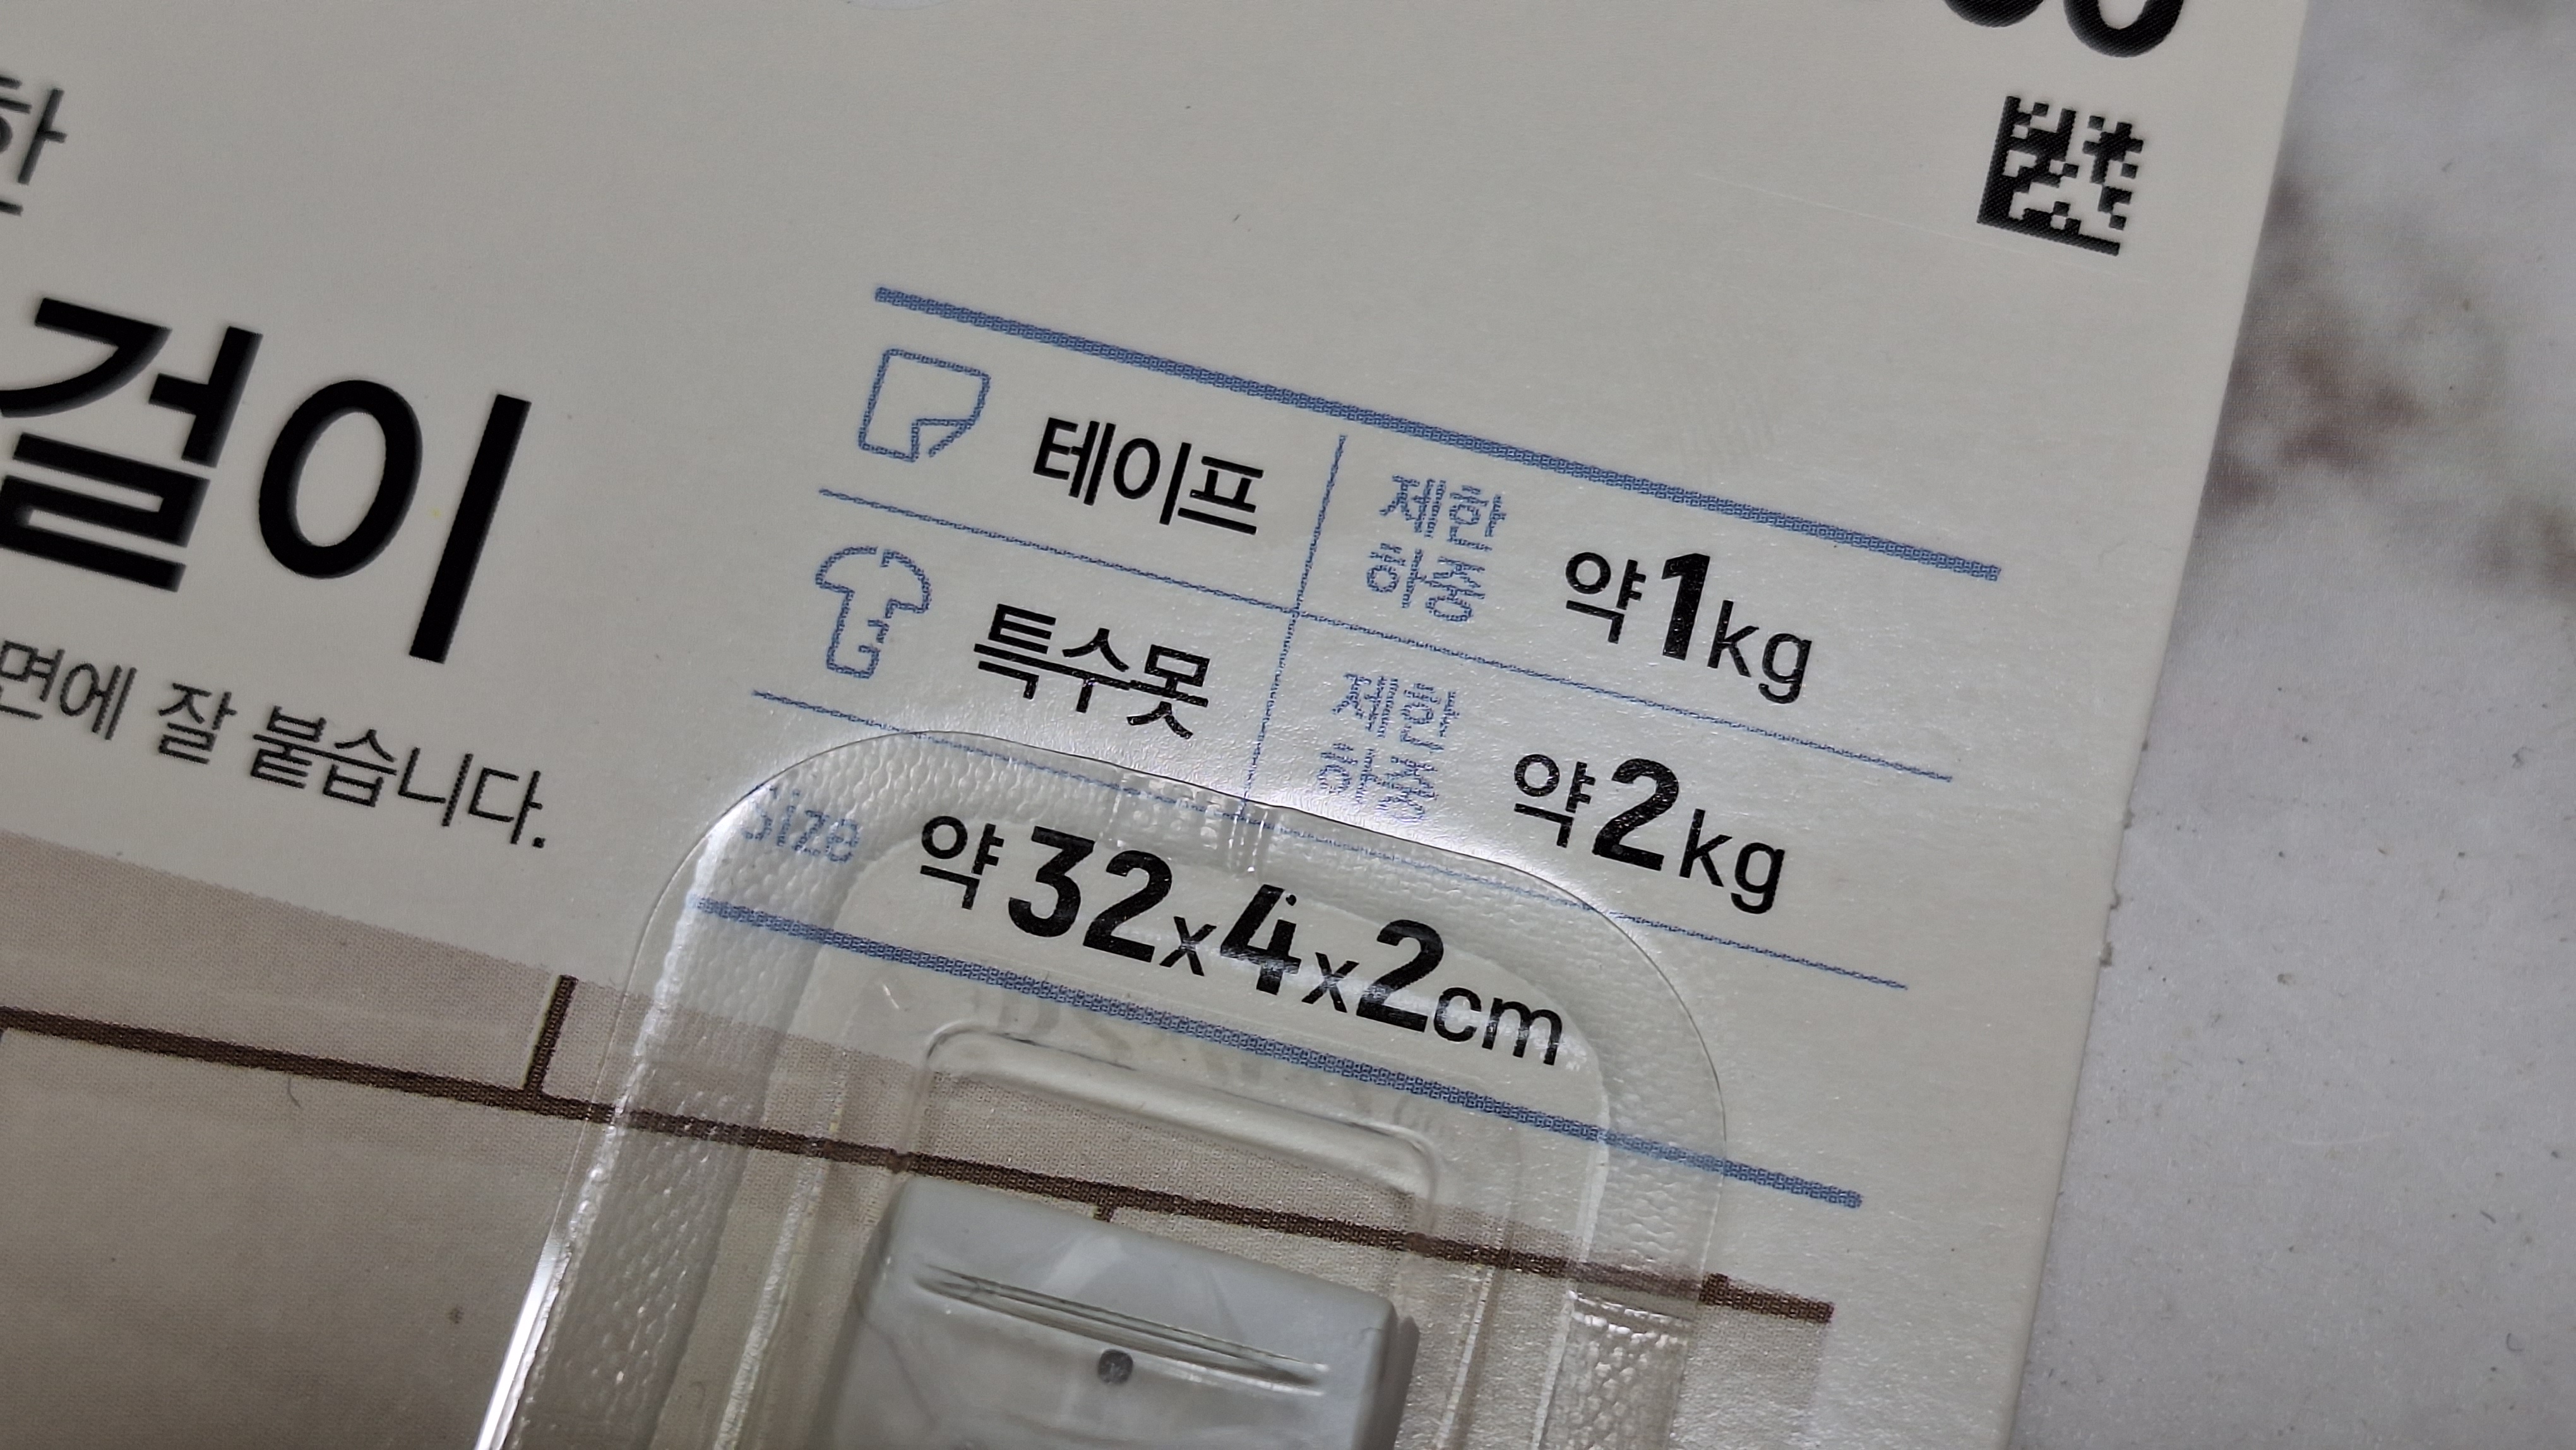 한
걸이
면에 잘 붙습니다.
테이프 제한하중 약1kg
특수못 제한하중 약2kg
Size 약32x4x2cm